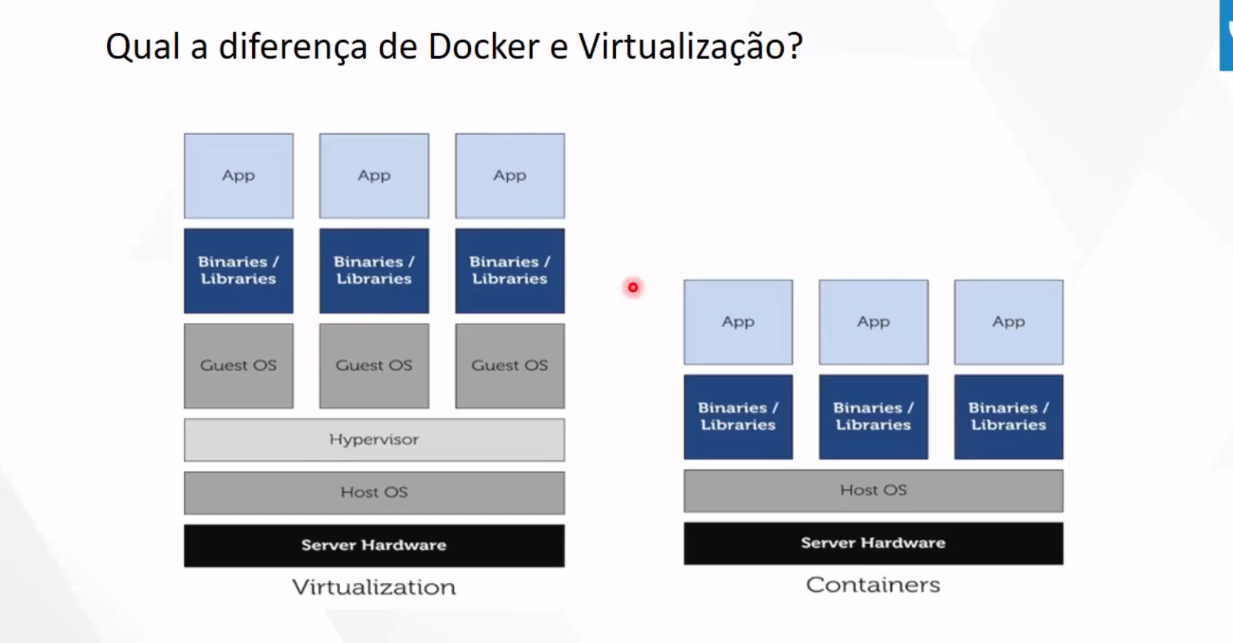 Qual a diferença de Docker e Virtualização?
App
App
App
Binaries /
Libraries
Binaries /
Libraries
Binaries /
Libraries
Guest OS
Guest OS
Guest OS
Hypervisor
Host OS
Server Hardware
Virtualization
App
App
App
Binaries /
Libraries
Binaries /
Libraries
Binaries /
Libraries
Host OS
Server Hardware
Containers